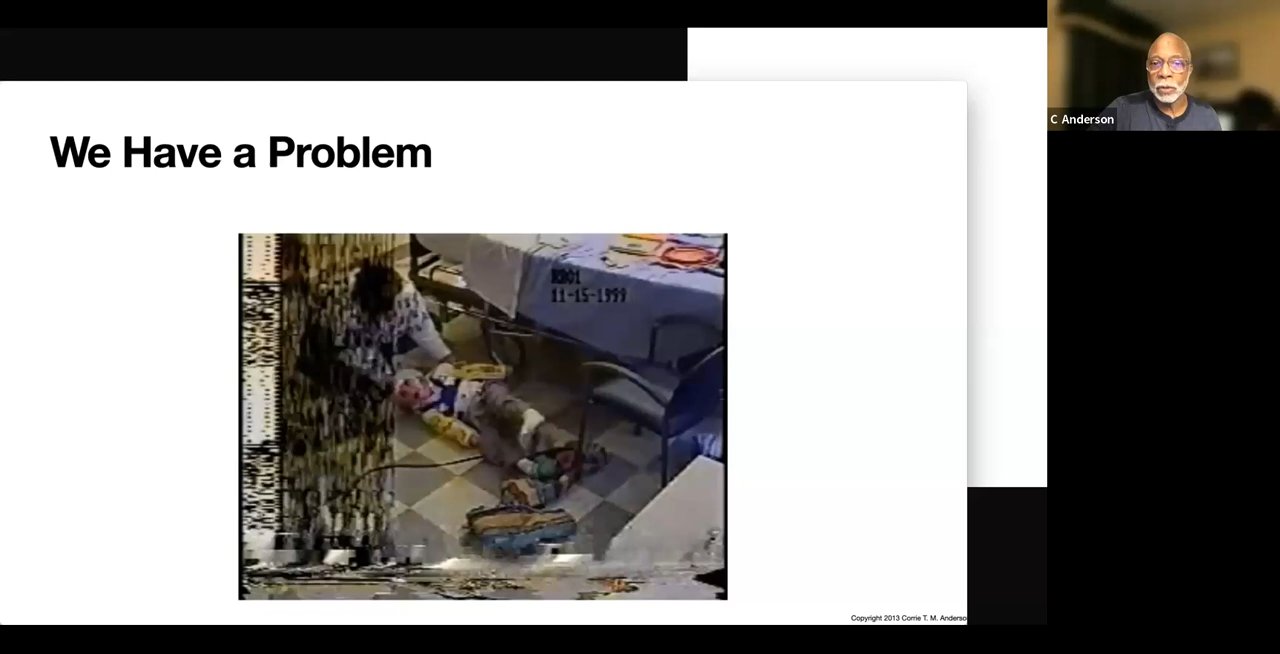 We Have a Problem
11-15-1999
Copyright 2013 Corrie T. M. Anderso
C Anderson